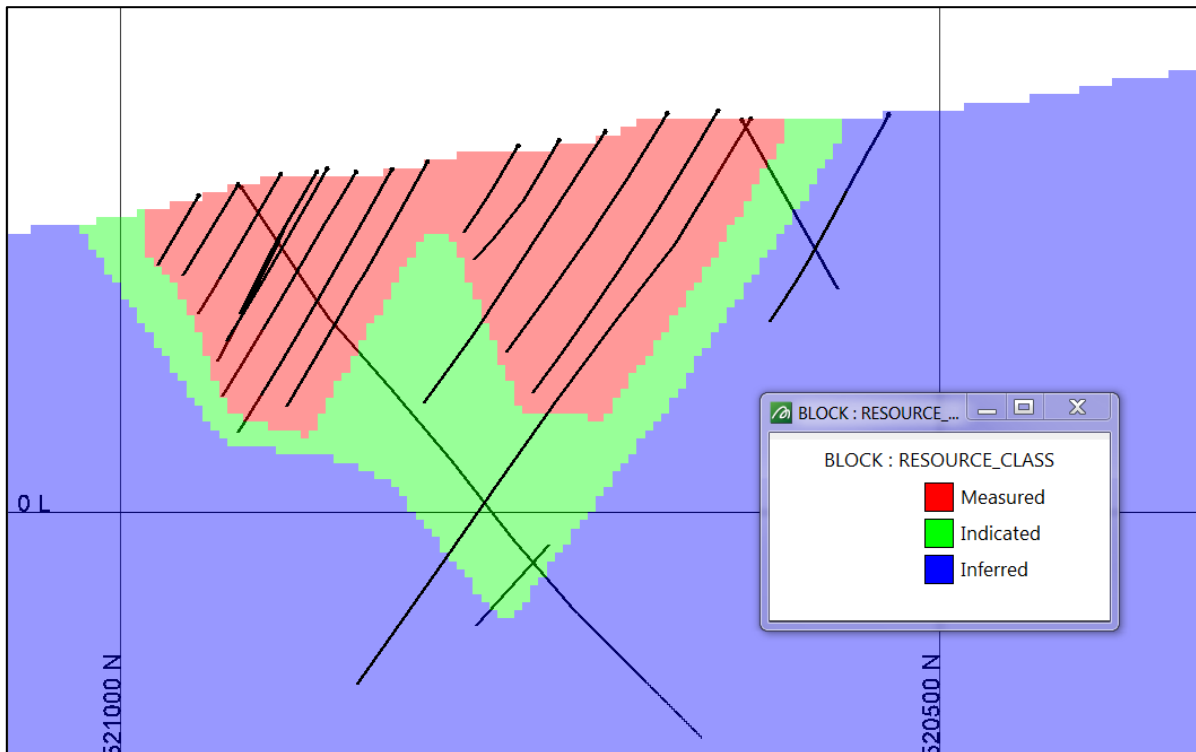 BLOCK : RESOURCE_...
BLOCK : RESOURCE_CLASS
Measured
Indicated
Inferred
0 L
521000 N
520500 N